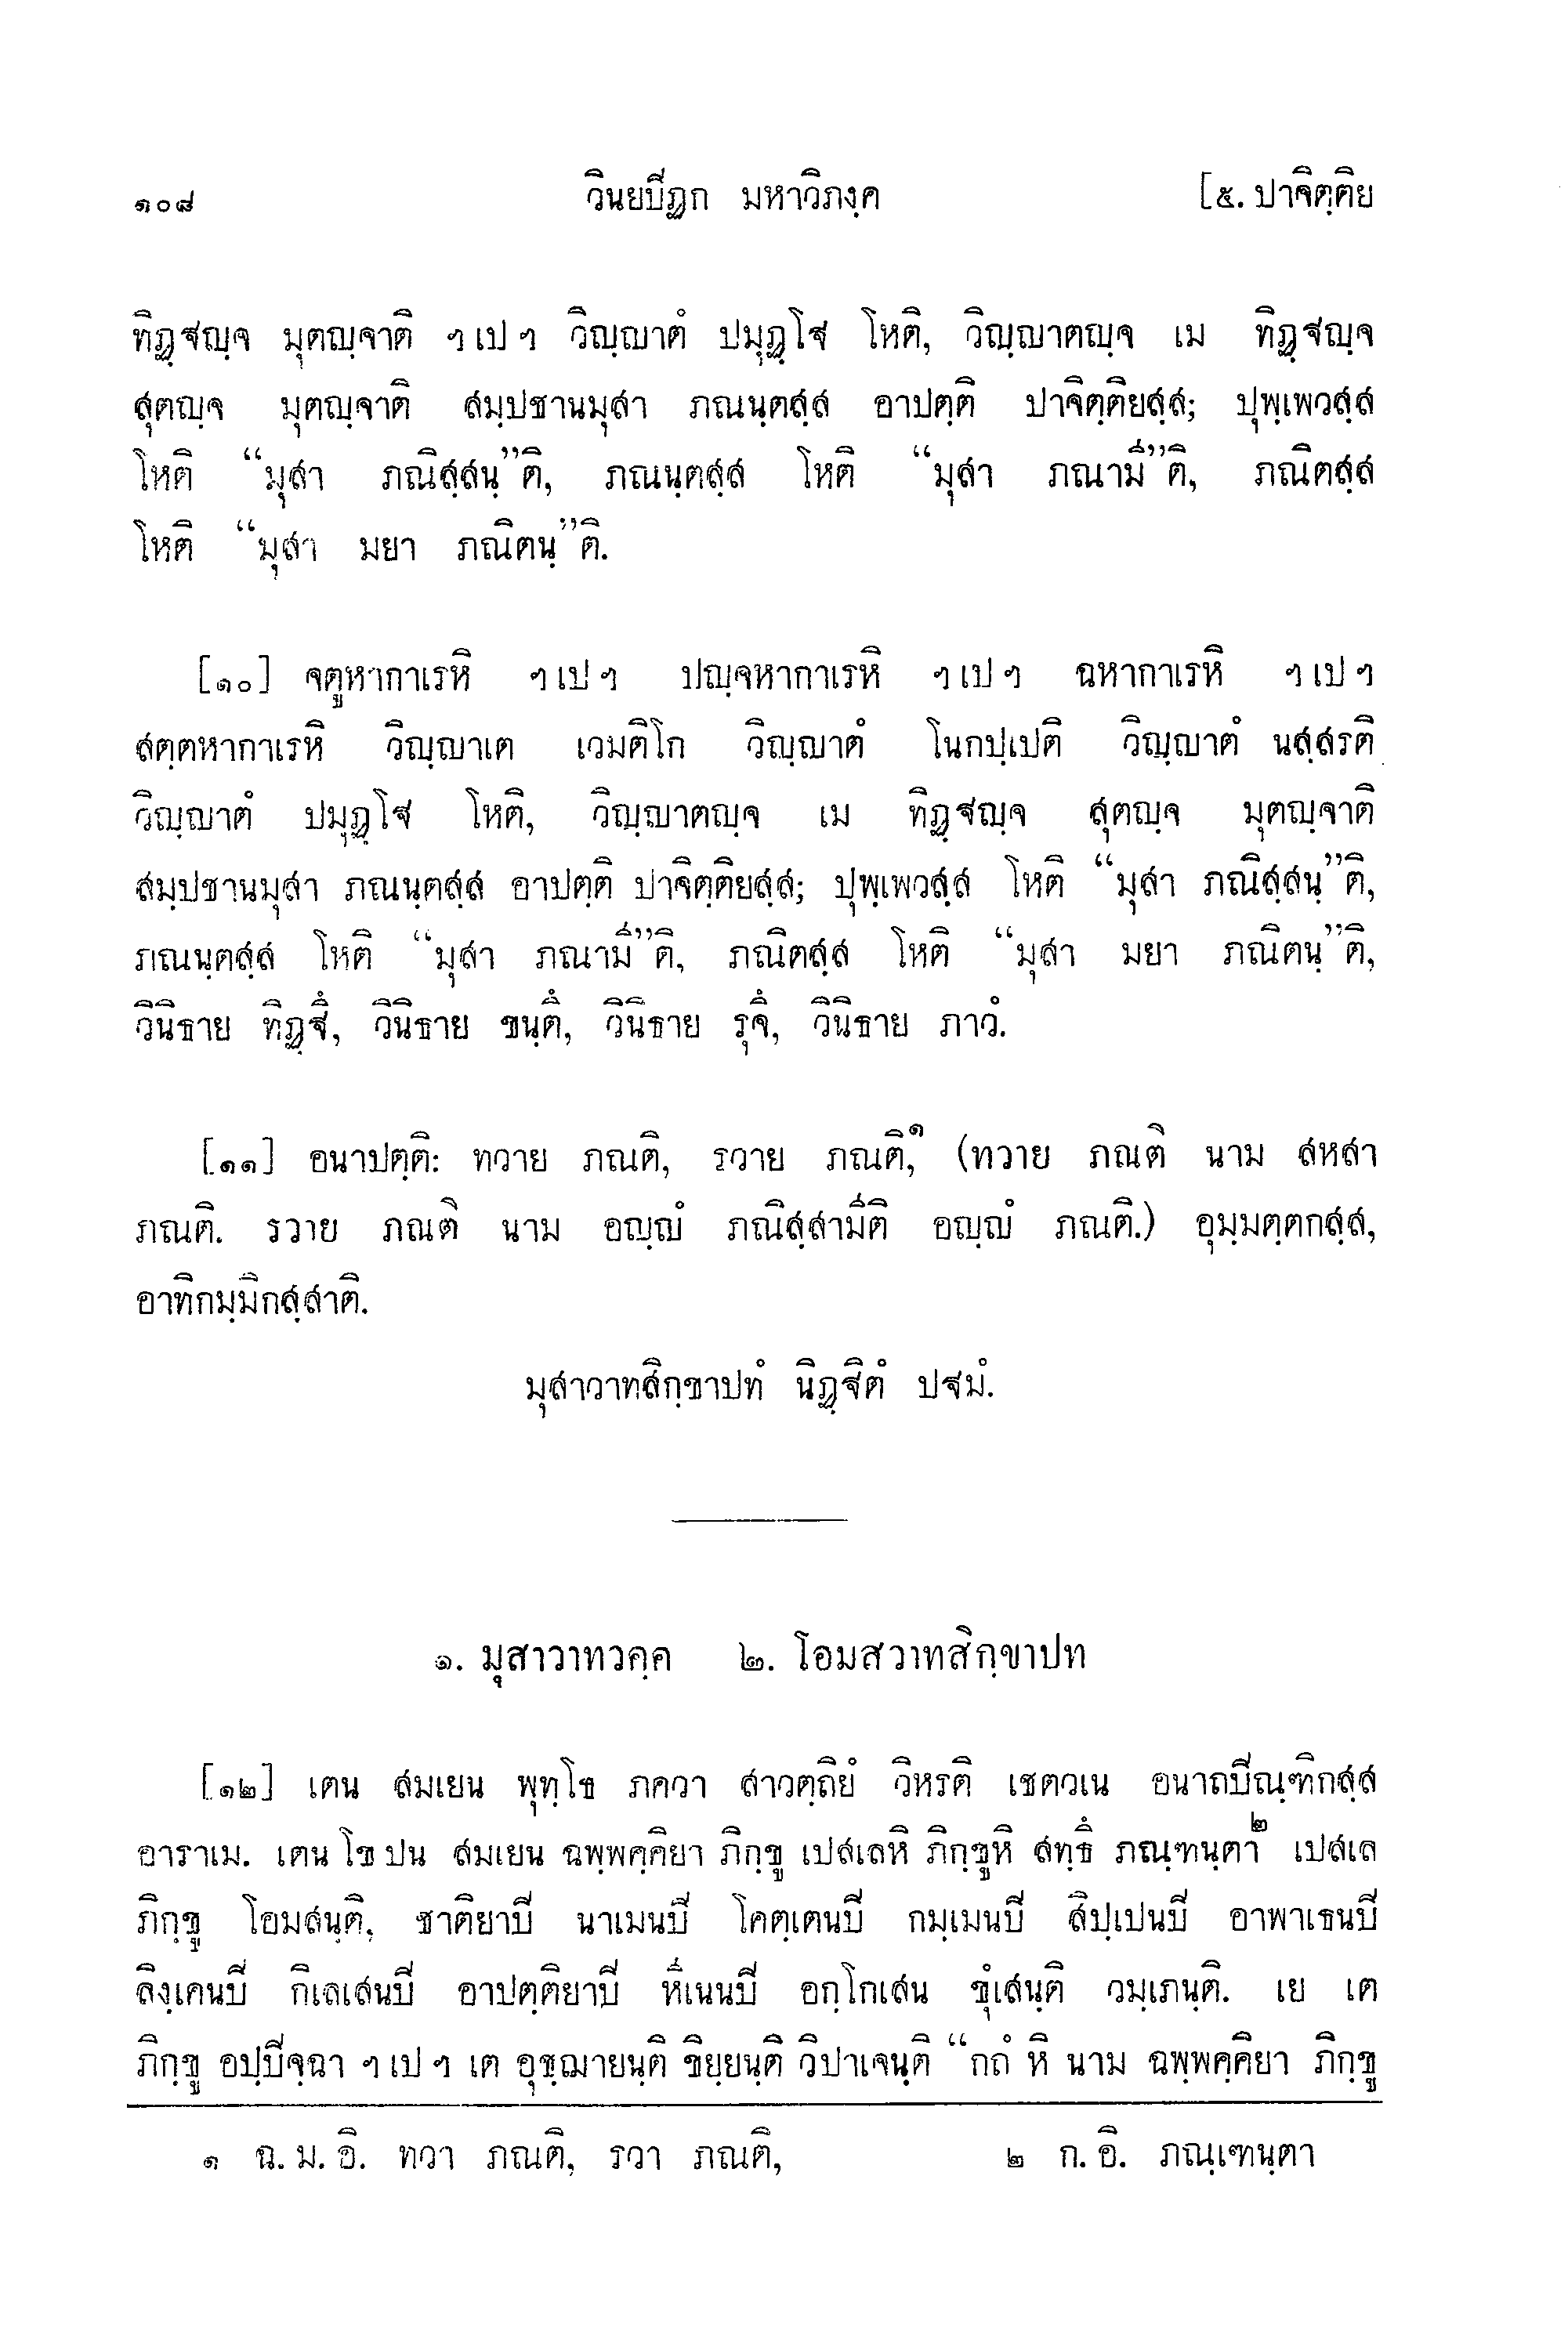 ๑๐๘ วินยปิฏก มหาวิภงฺค [๕. ปาจิตฺติย
ทิฏฺฐญฺจ มุตญฺจาติ ฯ เป ฯ วิญฺญาตํ ปมุฏฺโฐ โหติ, วิญฺญาตญฺจ เม ทิฏฺฐญฺจ
สุตญฺจ มุตญฺจาติ สมฺปชานมุสา ภณนฺตสฺส อาปตฺติ ปาจิตฺติยสฺส; ปุพฺเพวสฺส
โหติ “มุสา ภณิสฺสนฺ”ติ, ภณนฺตสฺส โหติ “มุสา ภณามี”ติ, ภณิตสฺส
โหติ “มุสา มยา ภณิตนฺ”ติ.
[๑๐] จตูหากาเรหิ ฯ เป ฯ ปญฺจหากาเรหิ ฯ เป ฯ ฉหากาเรหิ ฯ เป ฯ
สตฺตหากาเรหิ วิญฺญาเต เวมติโก วิญฺญาตํ โนกปฺเปติ วิญฺญาตํ นสฺสรติ
วิญฺญาตํ ปมุฏฺโฐ โหติ, วิญฺญาตญฺจ เม ทิฏฺฐญฺจ สุตญฺจ มุตญฺจาติ
สมฺปชานมุสา ภณนฺตสฺส อาปตฺติ ปาจิตฺติยสฺส; ปุพฺเพวสฺส โหติ “มุสา ภณิสฺสนฺ”ติ,
ภณนฺตสฺส โหติ “มุสา ภณามี”ติ, ภณิตสฺส โหติ “มุสา มยา ภณิตนฺ”ติ,
วินิธาย ทิฏฺฐึ, วินิธาย ขนฺตึ, วินิธาย รุจึ, วินิธาย ภาวํ.
[๑๑] อนาปตฺติ: ทวาย ภณติ, รวาย ภณติ,๑ (ทวาย ภณติ นาม สหสา
ภณติ. รวาย ภณติ นาม อญฺญํ ภณิสฺสามีติ อญฺญํ ภณติ.) อุมฺมตฺตกสฺส,
อาทิกมฺมิกสฺสาติ.
มุสาวาทสิกฺขาปทํ นิฏฺฐิตํ ปฐมํ.
๑. มุสาวาทวคฺค ๒. โอมสวาทสิกฺขาปท
[๑๒] เตน สมเยน พุทฺโธ ภควา สาวตฺถิยํ วิหรติ เชตวเน อนาถปิณฺฑิกสฺส
อาราเม. เตน โข ปน สมเยน ฉพฺพคฺคิยา ภิกฺขู เปสเลหิ ภิกฺขูหิ สทฺธึ ภณฺฑนฺตา๒ เปสเล
ภิกฺขู โอมสนฺติ, ชาติยาปิ นาเมนปิ โคตฺเตนปิ กมฺเมนปิ สิปฺเปนปิ อาพาเธนปิ
ลิงฺเคนปิ กิเลเสนปิ อาปตฺติยาปิ หีเนนปิ อกฺโกเสน ขุํเสนฺติ วมฺเภนฺติ. เย เต
ภิกฺขู อปฺปิจฺฉา ฯ เป ฯ เต อุชฺฌายนฺติ ขิยฺยนฺติ วิปาเจนฺติ “กถํ หิ นาม ฉพฺพคฺคิยา ภิกฺขู
๑ ฉ. ม. อิ. ทวา ภณติ, รวา ภณติ, ๒ ก. อิ. ภณฺเฑนฺตา